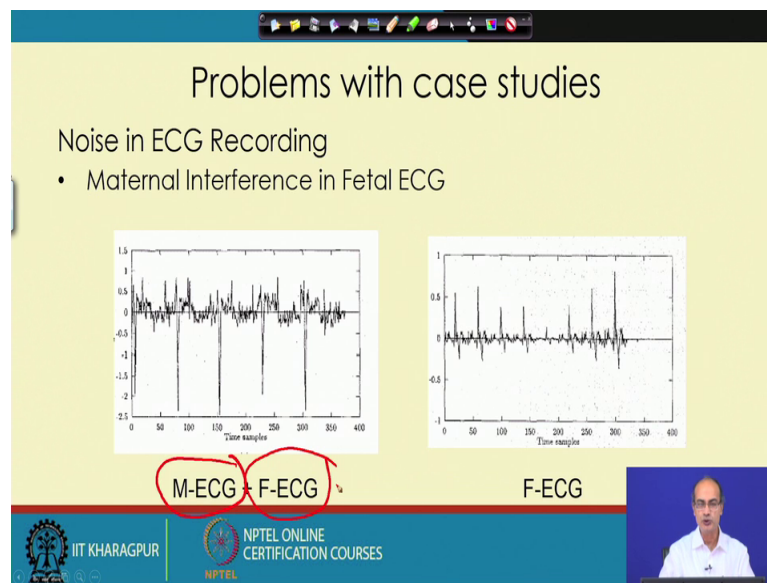 Problems with case studies
Noise in ECG Recording
• Maternal Interference in Fetal ECG
1.5
1
0.5
0
-0.5
-1
-1.5
-2
-2.5
0 50 100 150 200 250 300 350 400
Time samples
1
0.5
0
-0.5
-1
0 50 100 150 200 250 300 350 400
Time samples
M-ECG + F-ECG
F-ECG
IIT KHARAGPUR
NPTEL
NPTEL ONLINE
CERTIFICATION COURSES